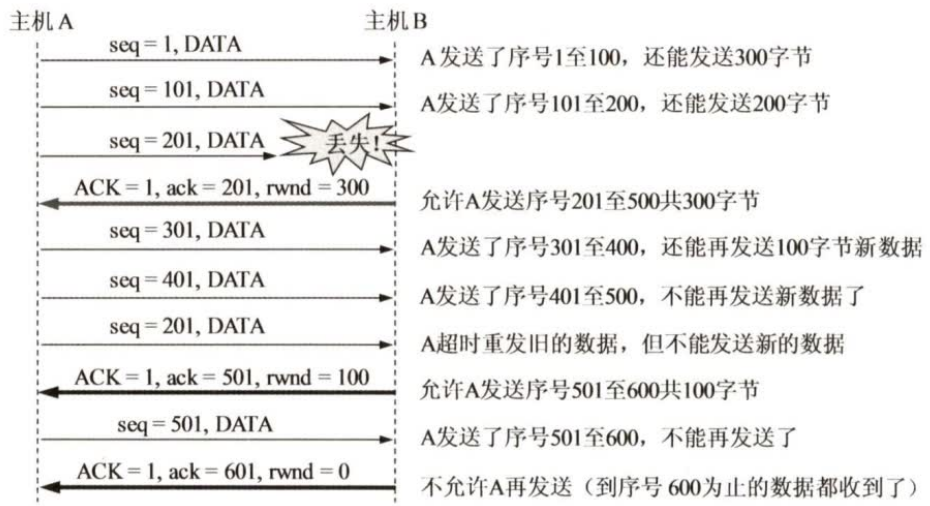 主机A 主机B
seq = 1, DATA A发送了序号1至100，还能发送300字节
seq = 101, DATA A发送了序号101至200，还能发送200字节
seq = 201, DATA 丢失!
ACK = 1, ack = 201, rwnd = 300 允许A发送序号201至500共300字节
seq = 301, DATA A发送了序号301至400，还能再发送100字节新数据
seq = 401, DATA A发送了序号401至500，不能再发送新数据了
seq = 201, DATA A超时重发旧的数据，但不能发送新的数据
ACK = 1, ack = 501, rwnd = 100 允许A发送序号501至600共100字节
seq = 501, DATA A发送了序号501至600，不能再发送了
ACK = 1, ack = 601, rwnd = 0 不允许A再发送（到序号600为止的数据都收到了）